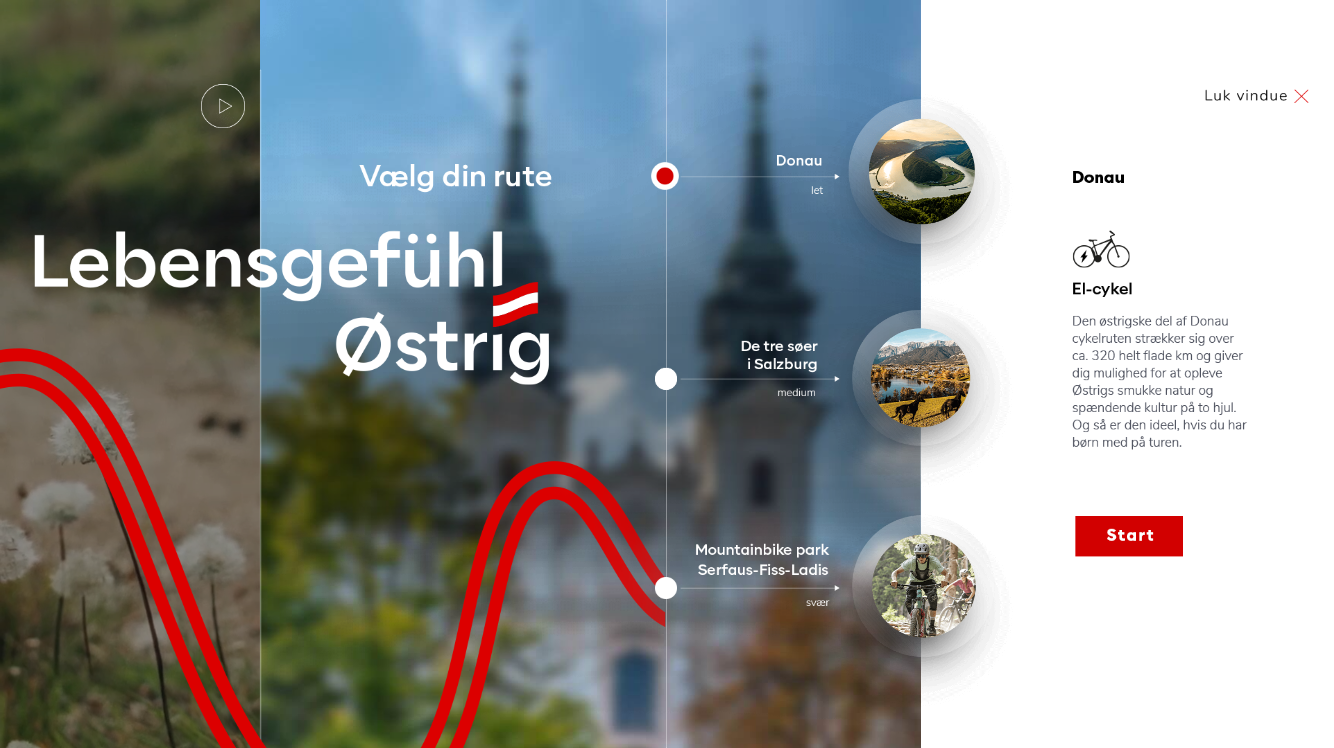 Vælg din rute
Lebensgefühl
Østrig
Donau
let
De tre søer
i Salzburg
medium
Mountainbike park
Serfaus-Fiss-Ladis
svær
Luk vindue
Donau
El-cykel
Den østrigske del af Donau
cykelruten strækker sig over
ca. 320 helt flade km og giver
dig mulighed for at opleve
Østrigs smukke natur og
spændende kultur på to hjul.
Og så er den ideel, hvis du har
børn med på turen.
Start